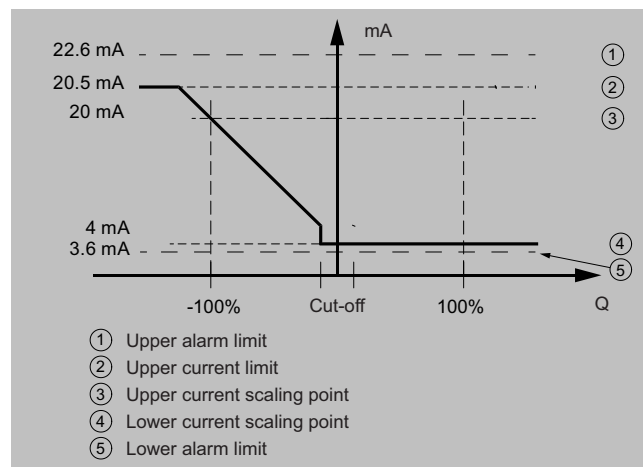 mA
22.6 mA
①
20.5 mA
②
20 mA
③
4 mA
④
3.6 mA
⑤
-100%
Cut-off
100%
Q
① Upper alarm limit
② Upper current limit
③ Upper current scaling point
④ Lower current scaling point
⑤ Lower alarm limit